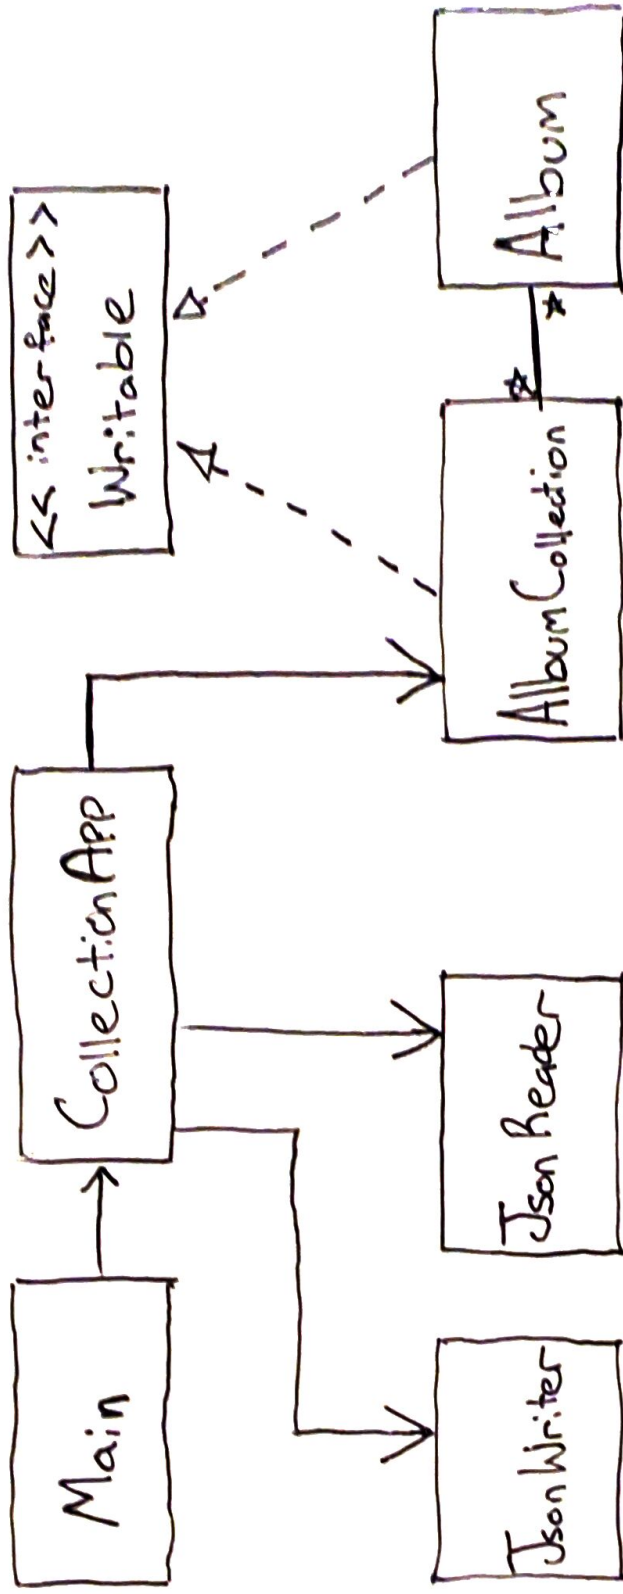 Main
CollectionApp
<< interface>>
Writable
JsonWriter
JsonReader
AlbumCollection
Album
*
*